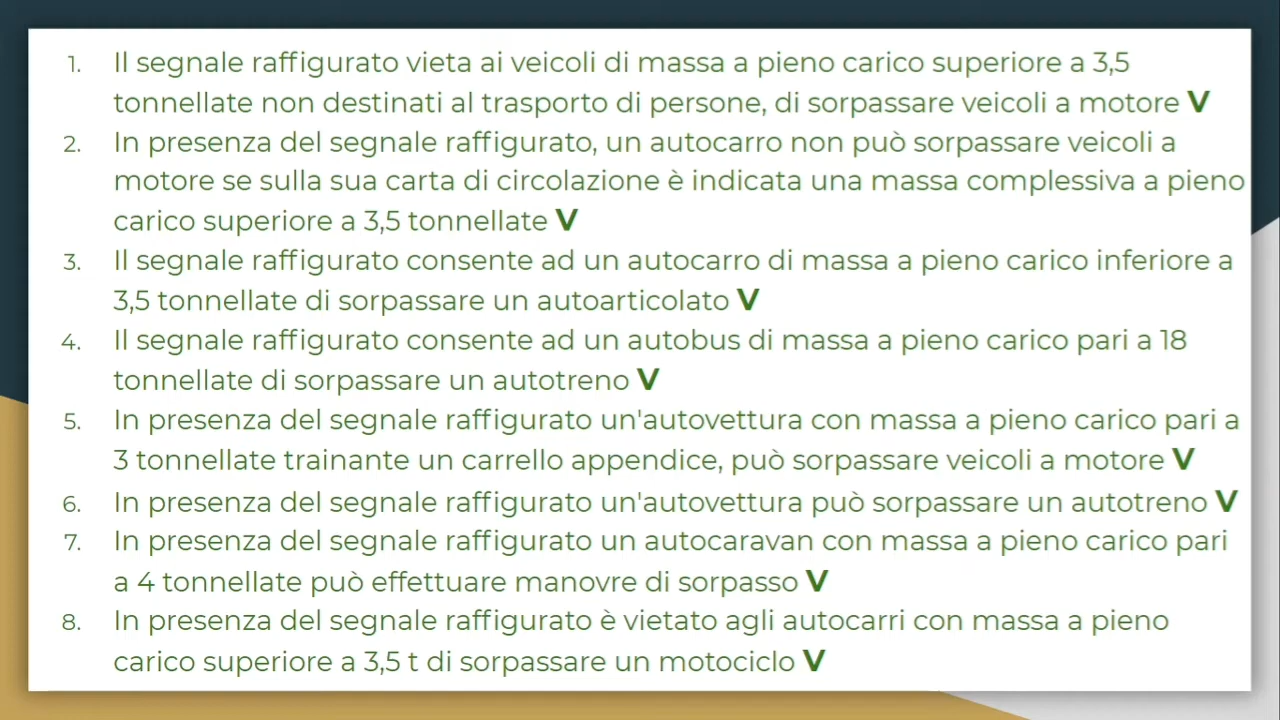 1. Il segnale raffigurato vieta ai veicoli di massa a pieno carico superiore a 3,5
tonnellate non destinati al trasporto di persone, di sorpassare veicoli a motore V
2. In presenza del segnale raffigurato, un autocarro non può sorpassare veicoli a
motore se sulla sua carta di circolazione è indicata una massa complessiva a pieno
carico superiore a 3,5 tonnellate V
3. Il segnale raffigurato consente ad un autocarro di massa a pieno carico inferiore a
3,5 tonnellate di sorpassare un autoarticolato V
4. Il segnale raffigurato consente ad un autobus di massa a pieno carico pari a 18
tonnellate di sorpassare un autotreno V
5. In presenza del segnale raffigurato un'autovettura con massa a pieno carico pari a
3 tonnellate trainante un carrello appendice, può sorpassare veicoli a motore V
6. In presenza del segnale raffigurato un'autovettura può sorpassare un autotreno V
7. In presenza del segnale raffigurato un autocaravan con massa a pieno carico pari
a 4 tonnellate può effettuare manovre di sorpasso V
8. In presenza del segnale raffigurato è vietato agli autocarri con massa a pieno
carico superiore a 3,5 t di sorpassare un motociclo V